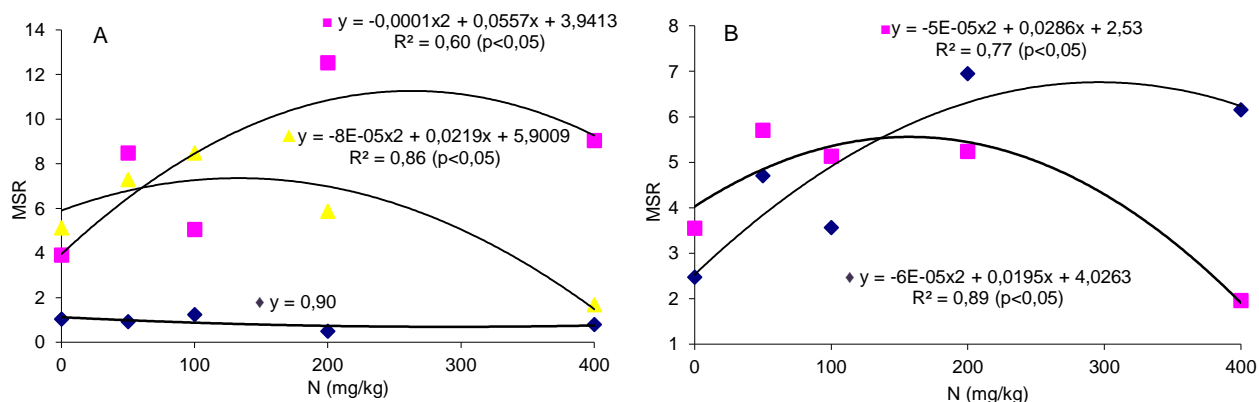 A
y = -0,0001x2 + 0,0557x + 3,9413
R² = 0,60 (p<0,05)
y = -8E-05x2 + 0,0219x + 5,9009
R² = 0,86 (p<0,05)
y = 0,90
MSR
14
12
10
8
6
4
2
0
0 100 200 300 400
N (mg/kg)
B
y = -5E-05x2 + 0,0286x + 2,53
R² = 0,77 (p<0,05)
y = -6E-05x2 + 0,0195x + 4,0263
R² = 0,89 (p<0,05)
MSR
8
7
6
5
4
3
2
1
0 100 200 300 400
N (mg/kg)